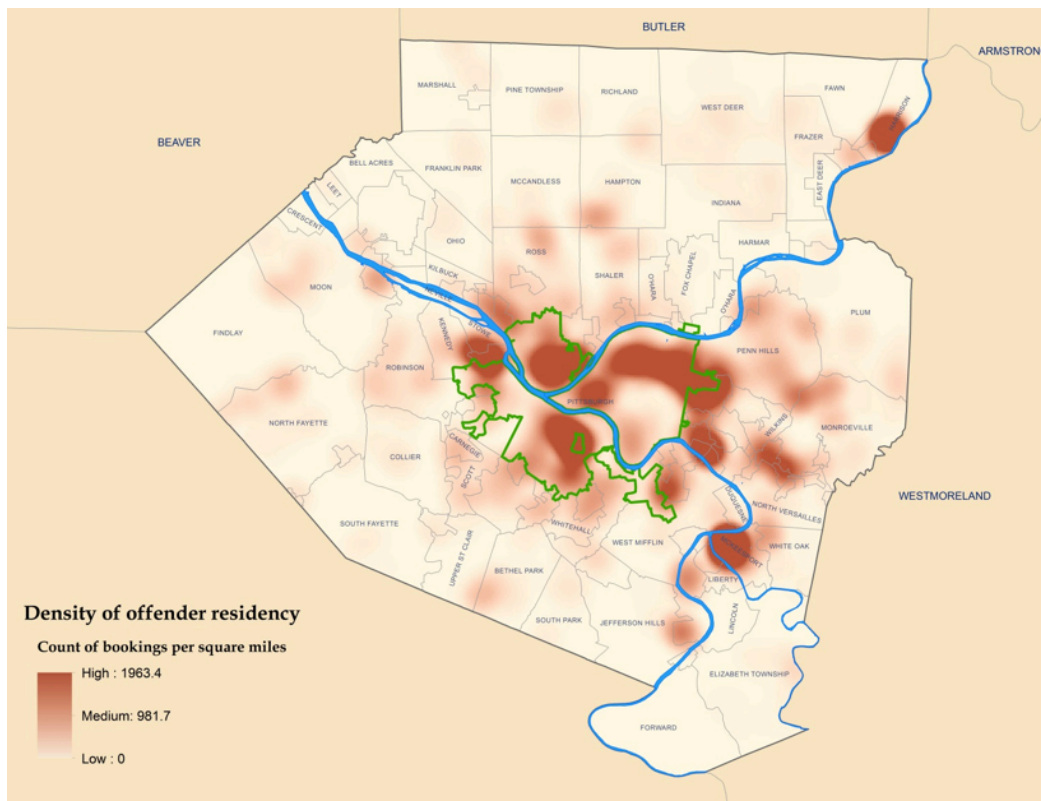 BUTLER
ARMSTRONG
BEAVER
MARSHALL
PINE TOWNSHIP
RICHLAND
WEST DEER
FAWN
HARRISON
FRAZER
BELL ACRES
LEET
FRANKLIN PARK
MCCANDLESS
HAMPTON
EAST DEER
CRESCENT
INDIANA
OHIO
ROSS
HARMAR
SHALER
O'HARA
FOX CHAPEL
KILBUCK
MOON
NEVILLE
O'HARA
PLUM
FINDLAY
KENNEDY
STOWE
PENN HILLS
ROBINSON
PITTSBURGH
NORTH FAYETTE
WILKINS
MONROEVILLE
CARNEGIE
COLLIER
SCOTT
WESTMORELAND
DUQUESNE
NORTH VERSAILLES
SOUTH FAYETTE
WHITEHALL
WEST MIFFLIN
MCKEESPORT
WHITE OAK
UPPER ST CLAIR
BETHEL PARK
LIBERTY
SOUTH PARK
JEFFERSON HILLS
LINCOLN
ELIZABETH TOWNSHIP
FORWARD
Density of offender residency
Count of bookings per square miles
High : 1963.4
Medium: 981.7
Low : 0